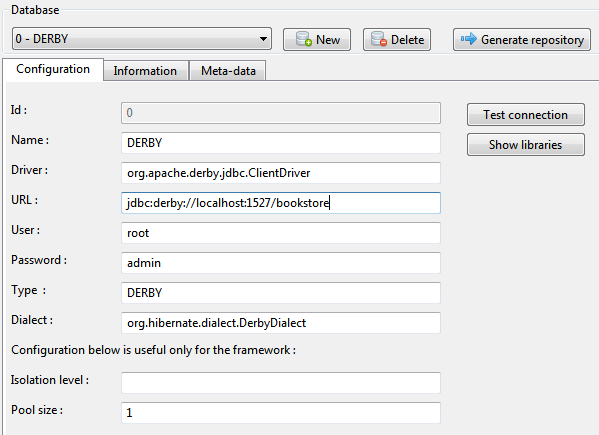 Database
0 - DERBY New Delete Generate repository
Configuration Information Meta-data
Id : 0 Test connection
Name : DERBY Show libraries
Driver : org.apache.derby.jdbc.ClientDriver
URL : jdbc:derby://localhost:1527/bookstore
User : root
Password : admin
Type : DERBY
Dialect : org.hibernate.dialect.DerbyDialect
Configuration below is useful only for the framework :
Isolation level :
Pool size : 1